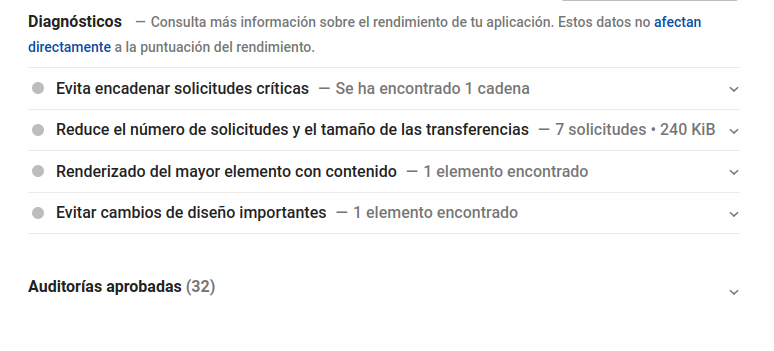 Diagnósticos — Consulta más información sobre el rendimiento de tu aplicación. Estos datos no afectan
directamente a la puntuación del rendimiento.
Evita encadenar solicitudes críticas — Se ha encontrado 1 cadena
Reduce el número de solicitudes y el tamaño de las transferencias — 7 solicitudes • 240 KiB
Renderizado del mayor elemento con contenido — 1 elemento encontrado
Evitar cambios de diseño importantes — 1 elemento encontrado
Auditorías aprobadas (32)